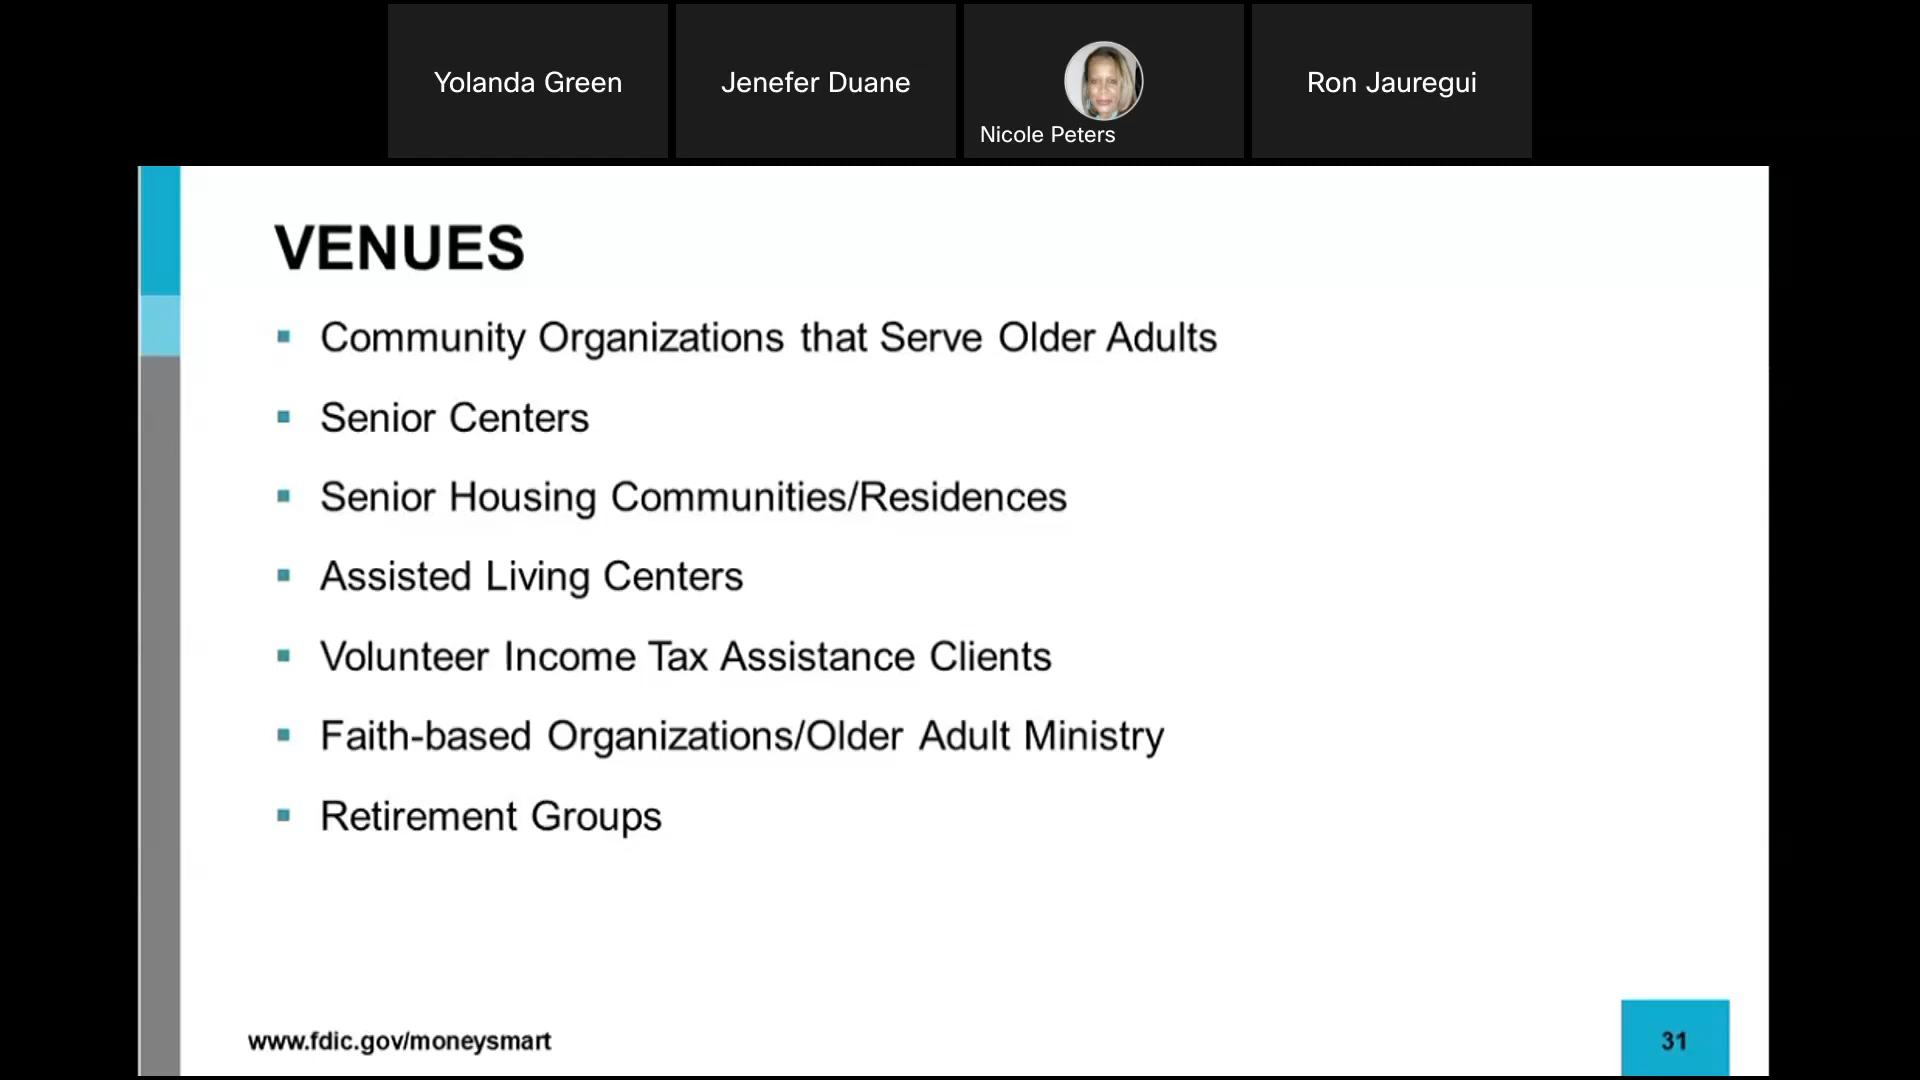 Yolanda Green
Jenefer Duane
Nicole Peters
Ron Jauregui
VENUES
▪ Community Organizations that Serve Older Adults
▪ Senior Centers
▪ Senior Housing Communities/Residences
▪ Assisted Living Centers
▪ Volunteer Income Tax Assistance Clients
▪ Faith-based Organizations/Older Adult Ministry
▪ Retirement Groups
www.fdic.gov/moneysmart
31